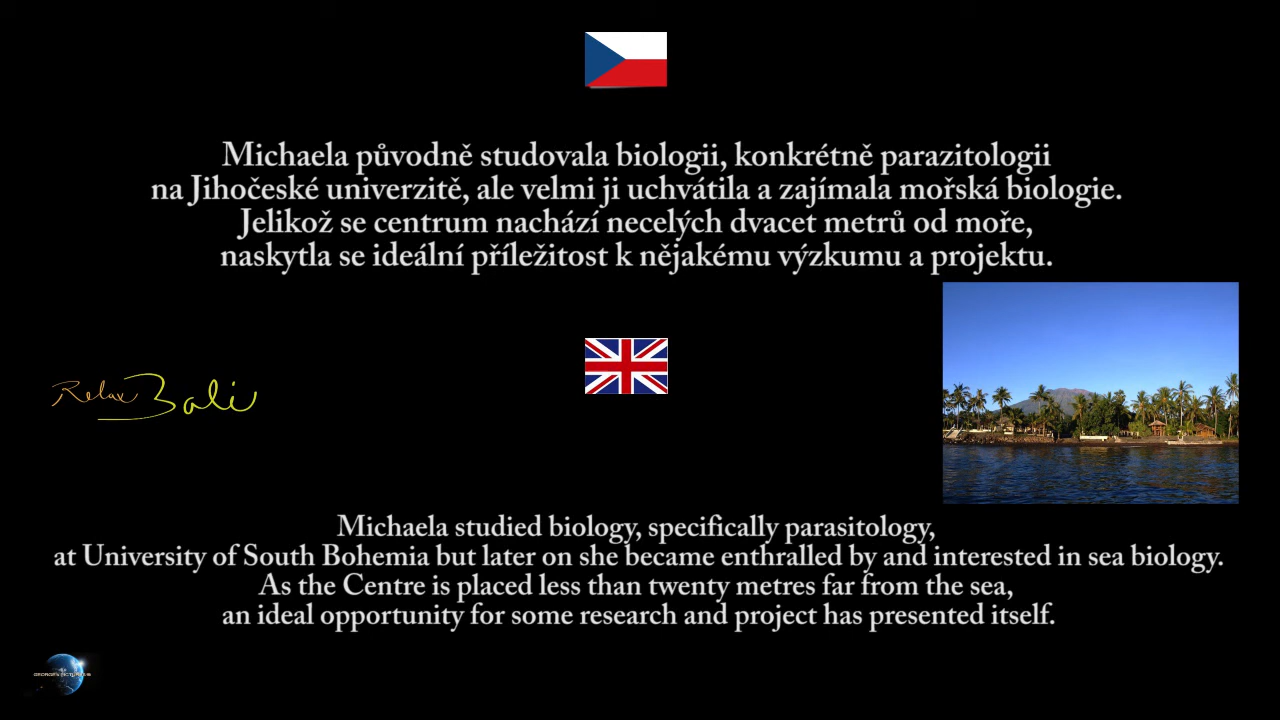 Michaela původně studovala biologii, konkrétně parazitologii
na Jihočeské univerzitě, ale velmi ji uchvátila a zajímala mořská biologie.
Jelikož se centrum nachází necelých dvacet metrů od moře,
naskytla se ideální příležitost k nějakému výzkumu a projektu.
Relax Bali
Michaela studied biology, specifically parasitology,
at University of South Bohemia but later on she became enthralled by and interested in sea biology.
As the Centre is placed less than twenty metres far from the sea,
an ideal opportunity for some research and project has presented itself.